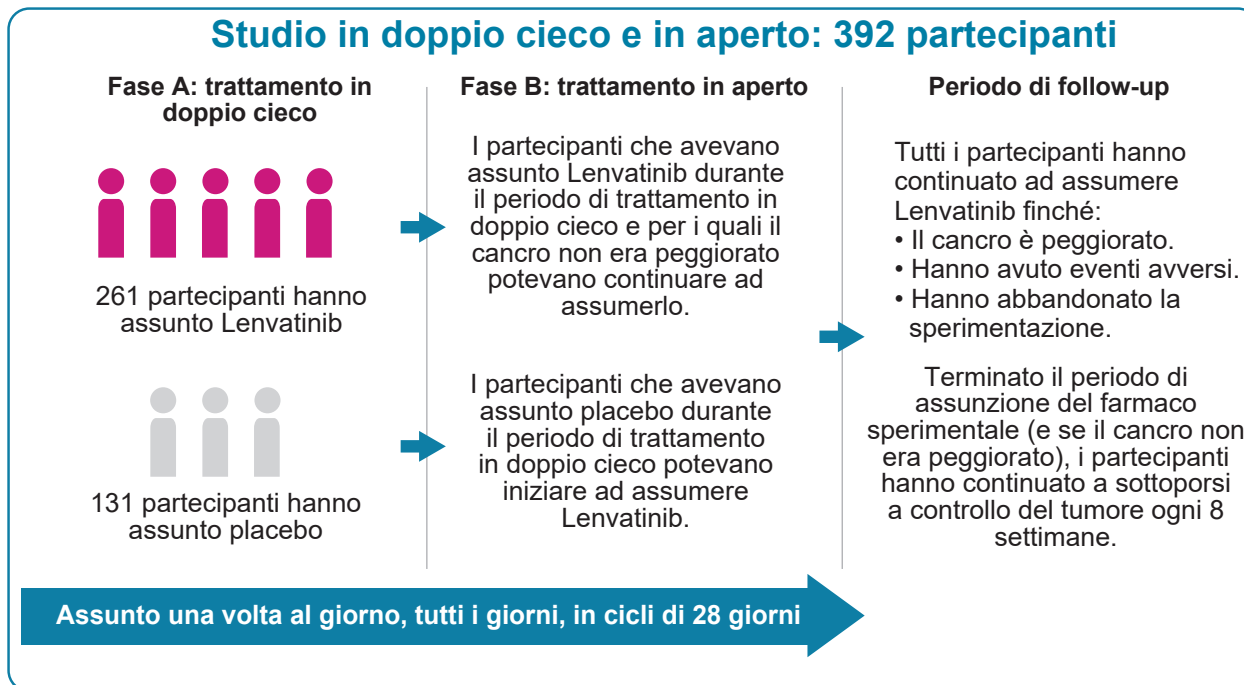 Studio in doppio cieco e in aperto: 392 partecipanti
Fase A: trattamento in
doppio cieco
261 partecipanti hanno
assunto Lenvatinib
131 partecipanti hanno
assunto placebo
Fase B: trattamento in aperto
I partecipanti che avevano
assunto Lenvatinib durante
il periodo di trattamento in
doppio cieco e per i quali il
cancro non era peggiorato
potevano continuare ad
assumerlo.
I partecipanti che avevano
assunto placebo durante
il periodo di trattamento
in doppio cieco potevano
iniziare ad assumere
Lenvatinib.
Periodo di follow-up
Tutti i partecipanti hanno
continuato ad assumere
Lenvatinib finché:
• Il cancro è peggiorato.
• Hanno avuto eventi avversi.
• Hanno abbandonato la
sperimentazione.
Terminato il periodo di
assunzione del farmaco
sperimentale (e se il cancro non
era peggiorato), i partecipanti
hanno continuato a sottoporsi
a controllo del tumore ogni 8
settimane.
Assunto una volta al giorno, tutti i giorni, in cicli di 28 giorni